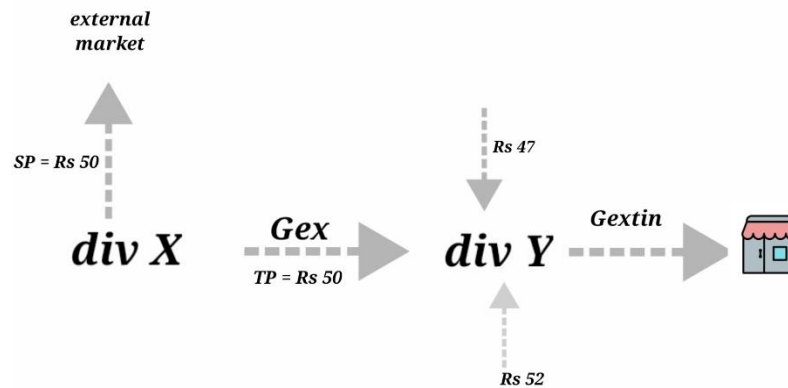 external
market
SP = Rs 50
Rs 47
Gex
Gextin
div X
div Y
TP = Rs 50
Rs 52